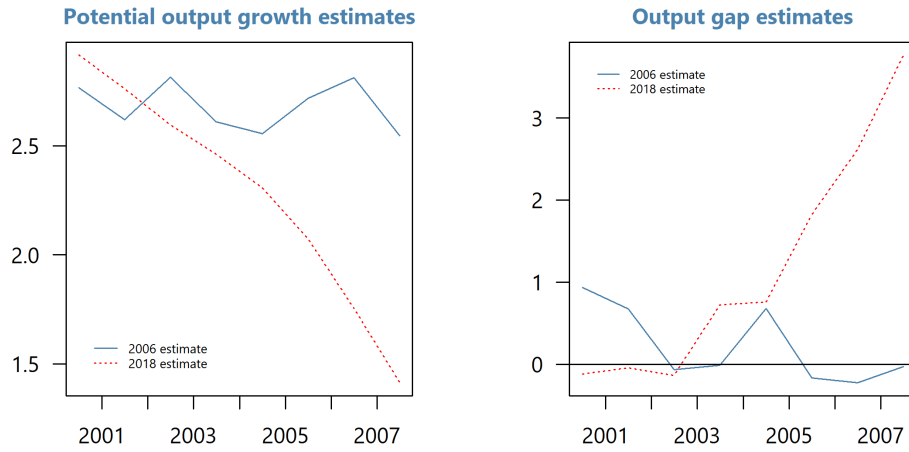 Potential output growth estimates
2.5
2.0
1.5
2006 estimate
2018 estimate
2001 2003 2005 2007
Output gap estimates
2006 estimate
2018 estimate
3
2
1
0
2001 2003 2005 2007